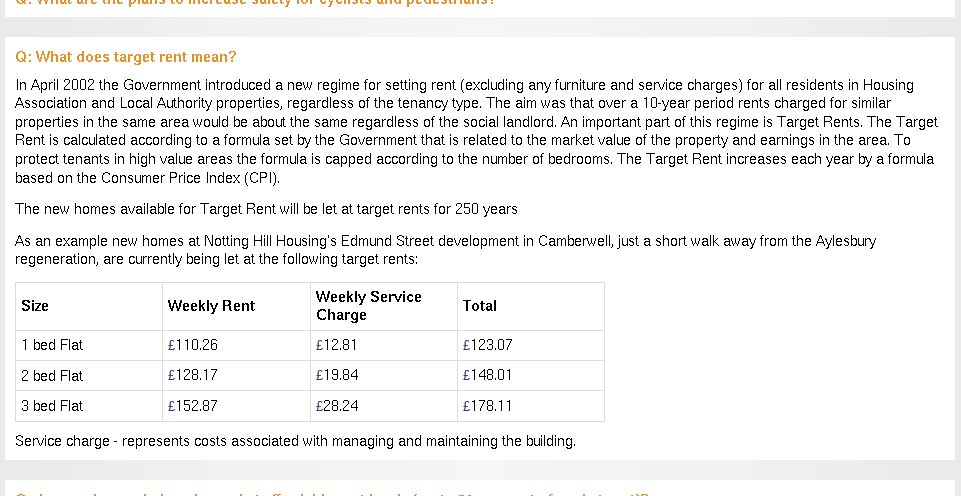 Q: What are the plans to increase safety for cyclists and pedestrians?
Q: What does target rent mean?
In April 2002 the Government introduced a new regime for setting rent (excluding any furniture and service charges) for all residents in Housing
Association and Local Authority properties, regardless of the tenancy type. The aim was that over a 10-year period rents charged for similar
properties in the same area would be about the same regardless of the social landlord. An important part of this regime is Target Rents. The Target
Rent is calculated according to a formula set by the Government that is related to the market value of the property and earnings in the area. To
protect tenants in high value areas the formula is capped according to the number of bedrooms. The Target Rent increases each year by a formula
based on the Consumer Price Index (CPI).
The new homes available for Target Rent will be let at target rents for 250 years
As an example new homes at Notting Hill Housing's Edmund Street development in Camberwell, just a short walk away from the Aylesbury
regeneration, are currently being let at the following target rents:
Size Weekly Rent Weekly Service Charge Total
1 bed Flat £110.26 £12.81 £123.07
2 bed Flat £128.17 £19.84 £148.01
3 bed Flat £152.87 £28.24 £178.11
Service charge - represents costs associated with managing and maintaining the building.